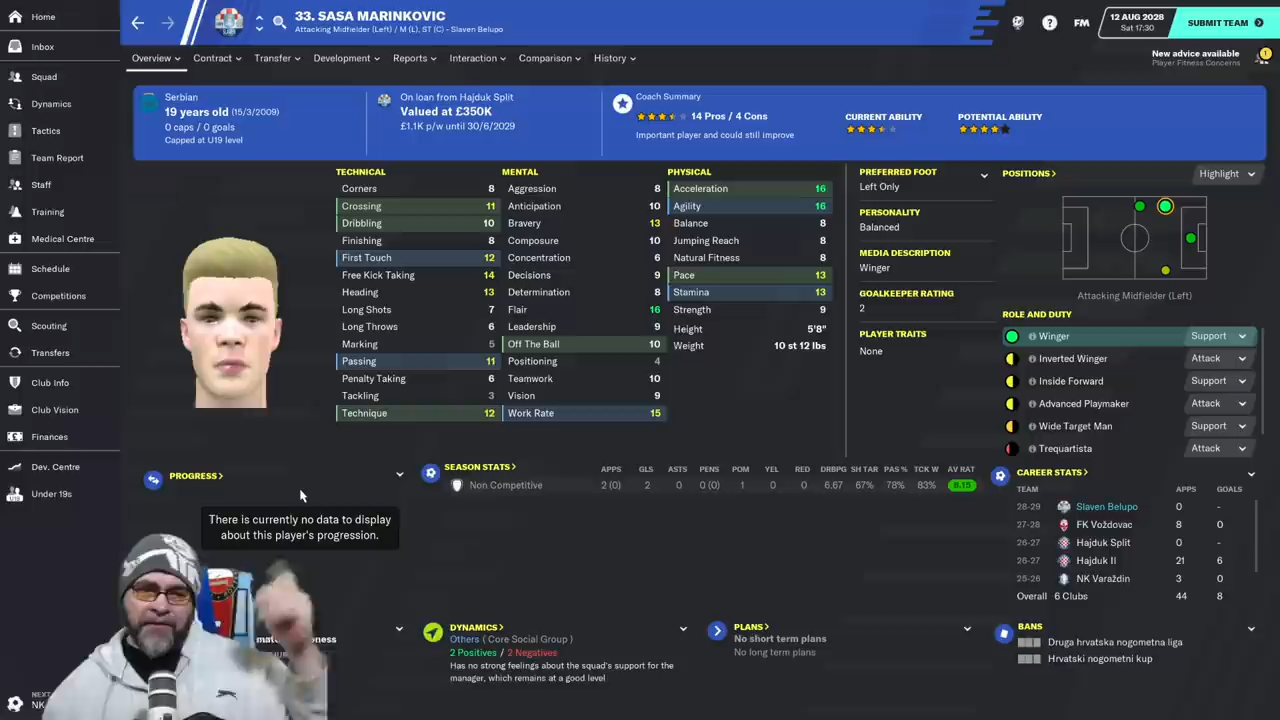 Home
Inbox
Squad
Dynamics
Tactics
Team Report
Staff
Training
Medical Centre
Schedule
Competitions
Scouting
Transfers
Club Info
Club Vision
Finances
Dev. Centre
Under 19s
NEXT
NK
33. SASA MARINKOVIC
Attacking Midfielder (Left) / M (L), ST (C) - Slaven Belupo
FM
12 AUG 2028
Sat 17:30
SUBMIT TEAM
Overview
Contract
Transfer
Development
Reports
Interaction
Comparison
History
New advice available
Player Fitness Concerns
1
Serbian
19 years old (15/3/2009)
0 caps / 0 goals
Capped at U19 level
On loan from Hajduk Split
Valued at £350K
£1.1K p/w until 30/6/2029
Coach Summary
14 Pros / 4 Cons
Important player and could still improve
CURRENT ABILITY
POTENTIAL ABILITY
TECHNICAL
Corners 8
Crossing 11
Dribbling 10
Finishing 8
First Touch 12
Free Kick Taking 14
Heading 13
Long Shots 7
Long Throws 6
Marking 5
Passing 11
Penalty Taking 6
Tackling 3
Technique 12
MENTAL
Aggression 8
Anticipation 10
Bravery 13
Composure 10
Concentration 6
Decisions 9
Determination 8
Flair 16
Leadership 9
Off The Ball 10
Positioning 4
Teamwork 10
Vision 9
Work Rate 15
PHYSICAL
Acceleration 16
Agility 16
Balance 8
Jumping Reach 8
Natural Fitness 8
Pace 13
Stamina 13
Strength 9
Height 5'8"
Weight 10 st 12 lbs
PREFERRED FOOT
Left Only
PERSONALITY
Balanced
MEDIA DESCRIPTION
Winger
GOALKEEPER RATING
2
PLAYER TRAITS
None
POSITIONS
Highlight
Attacking Midfielder (Left)
ROLE AND DUTY
Winger Support
Inverted Winger Attack
Inside Forward Support
Advanced Playmaker Attack
Wide Target Man Support
Trequartista Attack
PROGRESS
There is currently no data to display
about this player's progression.
SEASON STATS APPS GLS ASTS PENS POM YEL RED DRBPG SH TAR PAS % TCK W AV RAT
Non Competitive 2 (0) 2 0 0 (0) 1 0 0 6.67 67% 78% 83% 8.15
CAREER STATS
TEAM APPS GOALS
28-29 Slaven Belupo 0 -
27-28 FK Voždovac 8 0
26-27 Hajduk Split 0 -
26-27 Hajduk II 21 6
25-26 NK Varaždin 3 0
Overall 6 Clubs 44 8
DYNAMICS
Others ( Core Social Group )
2 Positives / 2 Negatives
Has no strong feelings about the squad's support for the
manager, which remains at a good level
PLANS
No short term plans
No long term plans
BANS
Druga hrvatska nogometna liga
Hrvatski nogometni kup